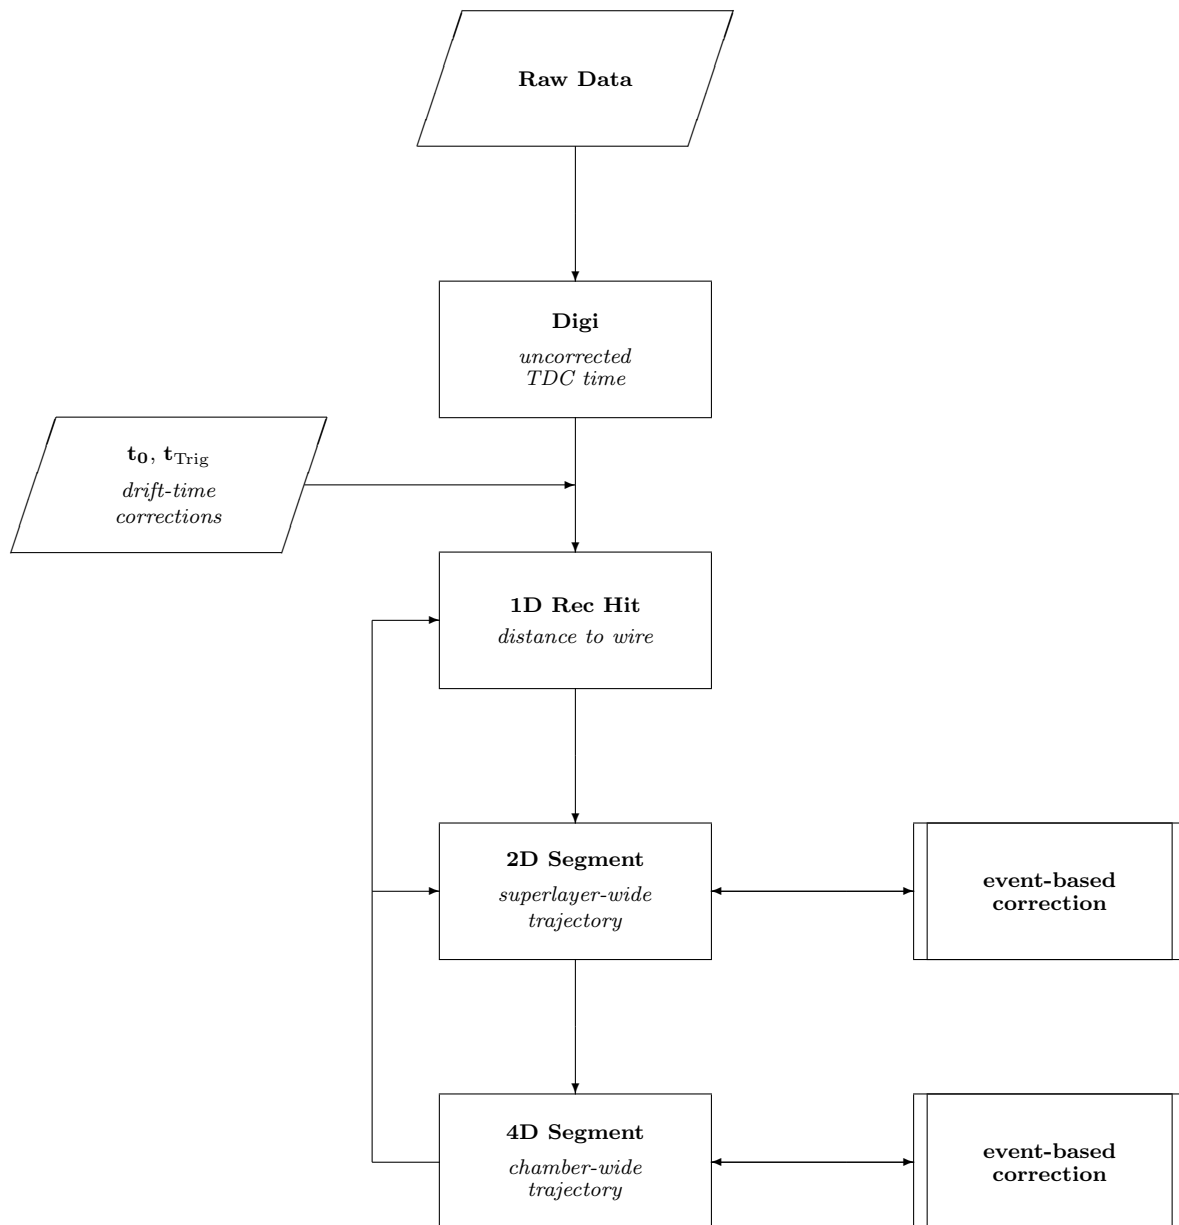 Raw Data
Digi
uncorrected
TDC time
t₀, t_Trig
drift-time
corrections
1D Rec Hit
distance to wire
2D Segment
superlayer-wide
trajectory
event-based
correction
4D Segment
chamber-wide
trajectory
event-based
correction